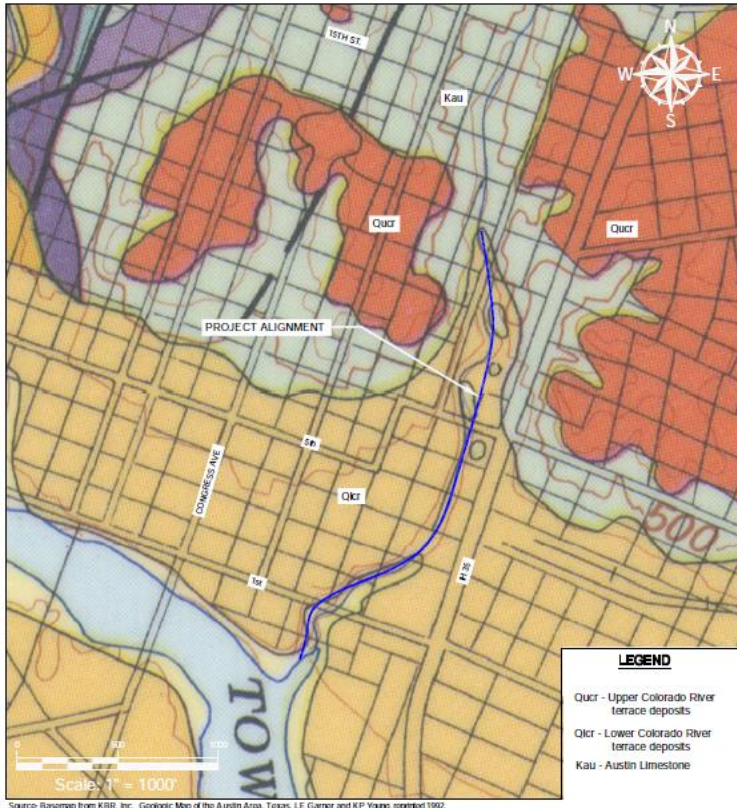 N
W E
S
15TH ST.
Kau
Qucr
Qucr
PROJECT ALIGNMENT
5th
CONGRESS AVE
Qlcr
500
1st
IH 35
TOW
LEGEND
Qucr - Upper Colorado River
terrace deposits
Qlcr - Lower Colorado River
terrace deposits
Kau - Austin Limestone
0 500 1000
Scale: 1" = 1000'
Source: Basemap from KBR, Inc. Geologic Map of the Austin Area, Texas, LE Garner and KP Young, reprinted 1992.